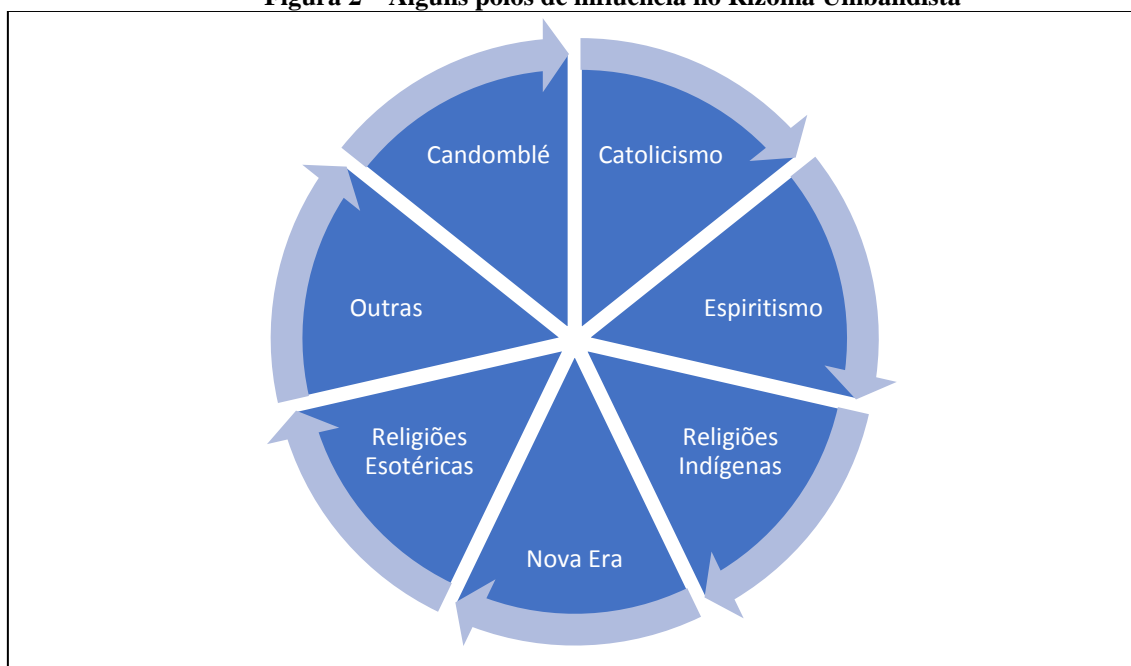 Figura 2 – Alguns polos de influência no Rizoma Umbandista
Candomblé
Catolicismo
Outras
Espiritismo
Religiões
Esotéricas
Religiões
Indígenas
Nova Era